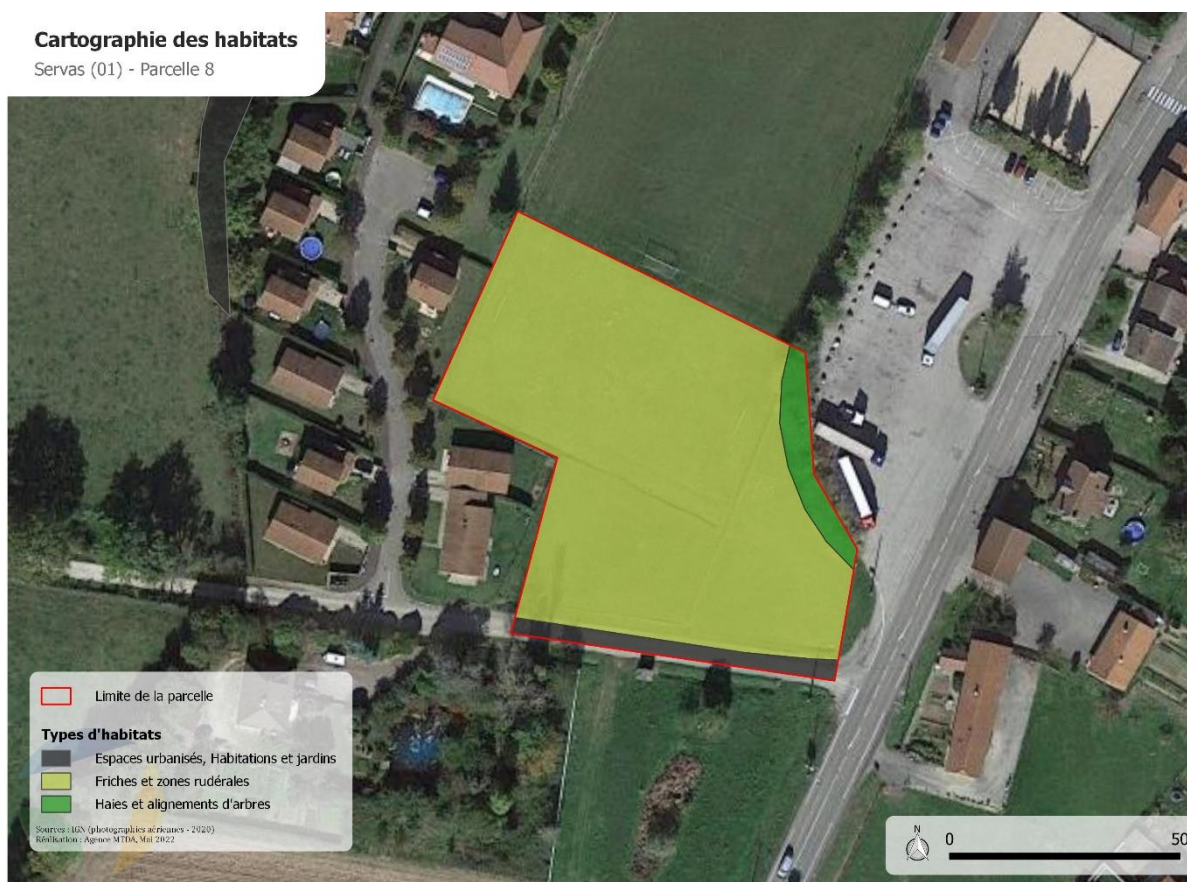 Cartographie des habitats
Servas (01) - Parcelle 8
Limite de la parcelle
Types d'habitats
Espaces urbanisés, Habitations et jardins
Friches et zones rudérales
Haies et alignements d'arbres
Sources : IGN (photographies aériennes - 2020)
Réalisation : Agence MTDA, Mai 2022
N
0
50